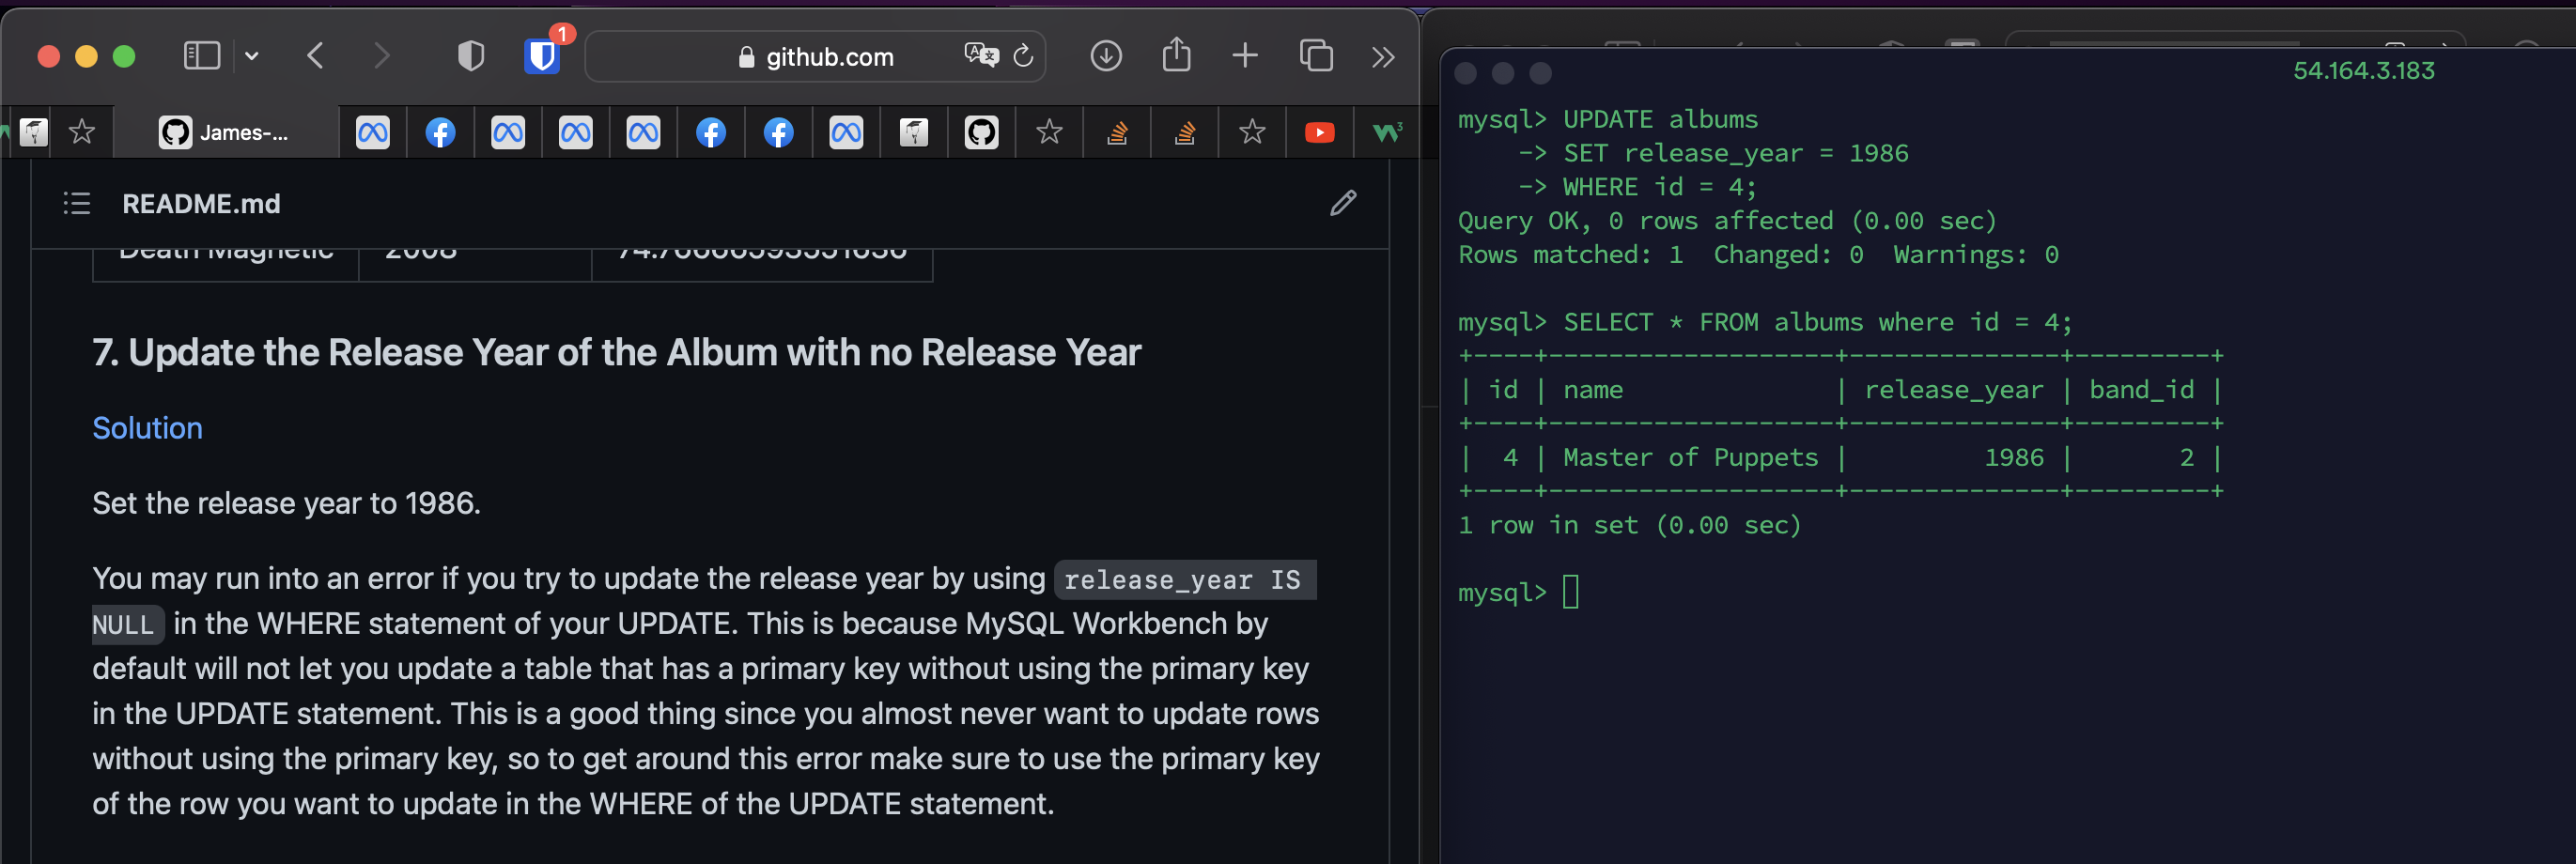 1
github.com
James-...
README.md
Death Magnetic 2008
7. Update the Release Year of the Album with no Release Year
Solution
Set the release year to 1986.
You may run into an error if you try to update the release year by using release_year IS
NULL in the WHERE statement of your UPDATE. This is because MySQL Workbench by
default will not let you update a table that has a primary key without using the primary key
in the UPDATE statement. This is a good thing since you almost never want to update rows
without using the primary key, so to get around this error make sure to use the primary key
of the row you want to update in the WHERE of the UPDATE statement.
54.164.3.183
mysql> UPDATE albums
    -> SET release_year = 1986
    -> WHERE id = 4;
Query OK, 0 rows affected (0.00 sec)
Rows matched: 1  Changed: 0  Warnings: 0
mysql> SELECT * FROM albums where id = 4;
+----+-------------------+--------------+---------+
| id | name              | release_year | band_id |
+----+-------------------+--------------+---------+
|  4 | Master of Puppets |         1986 |       2 |
+----+-------------------+--------------+---------+
1 row in set (0.00 sec)
mysql>